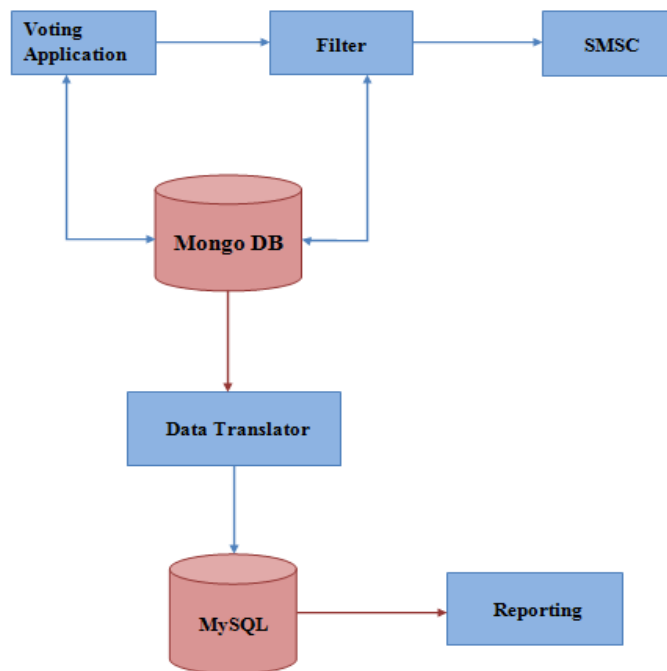 Voting
Application
Filter
SMSC
Mongo DB
Data Translator
MySQL
Reporting